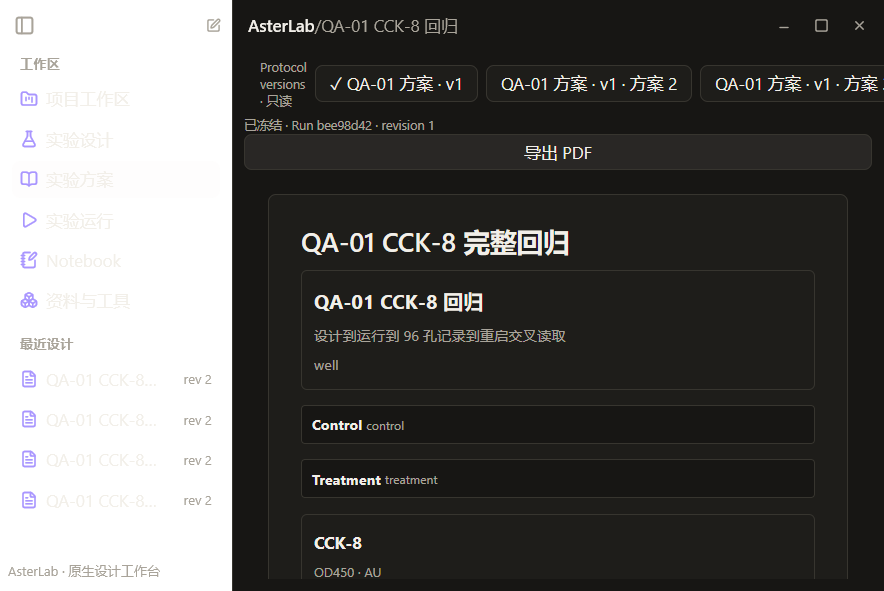 工作区
项目工作区
实验设计
实验方案
实验运行
Notebook
资料与工具
最近设计
QA-01 CCK-8... rev 2
QA-01 CCK-8... rev 2
QA-01 CCK-8... rev 2
QA-01 CCK-8... rev 2
AsterLab · 原生设计工作台
AsterLab/QA-01 CCK-8 回归
Protocol
versions
· 只读
✓ QA-01 方案 · v1
QA-01 方案 · v1 · 方案 2
QA-01 方案 · v1 · 方案
已冻结 · Run bee98d42 · revision 1
导出 PDF
QA-01 CCK-8 完整回归
QA-01 CCK-8 回归
设计到运行到 96 孔记录到重启交叉读取
well
Control control
Treatment treatment
CCK-8
OD450 · AU